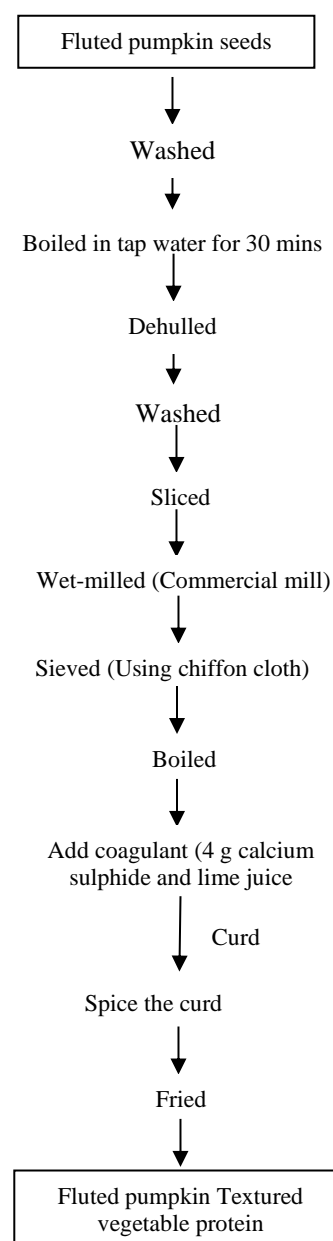 Fluted pumpkin seeds
Washed
Boiled in tap water for 30 mins
Dehulled
Washed
Sliced
Wet-milled (Commercial mill)
Sieved (Using chiffon cloth)
Boiled
Add coagulant (4 g calcium
sulphide and lime juice
Curd
Spice the curd
Fried
Fluted pumpkin Textured
vegetable protein